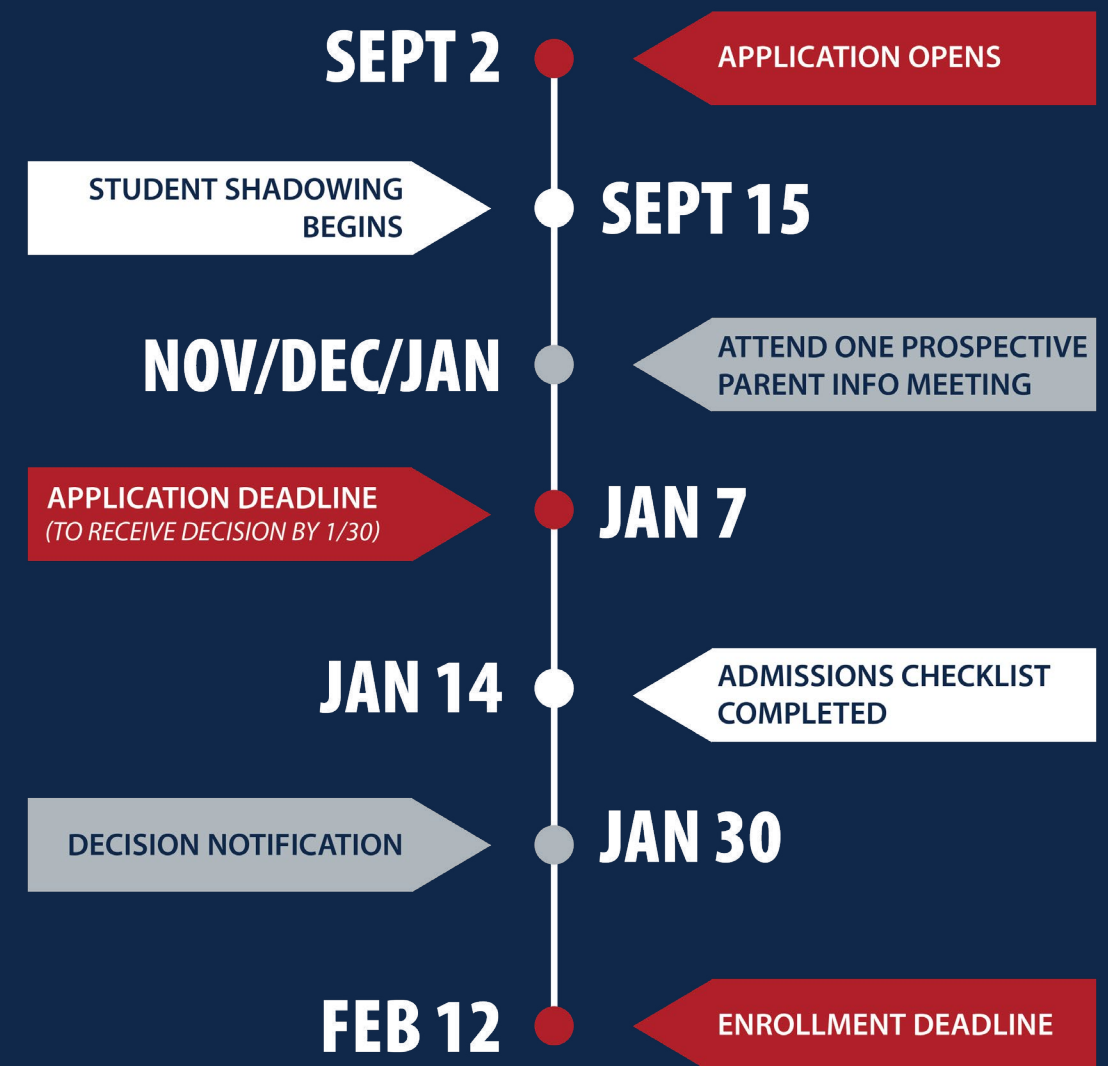 SEPT 2
APPLICATION OPENS
STUDENT SHADOWING
BEGINS
SEPT 15
NOV/DEC/JAN
ATTEND ONE PROSPECTIVE
PARENT INFO MEETING
APPLICATION DEADLINE
(TO RECEIVE DECISION BY 1/30)
JAN 7
JAN 14
ADMISSIONS CHECKLIST
COMPLETED
DECISION NOTIFICATION
JAN 30
FEB 12
ENROLLMENT DEADLINE